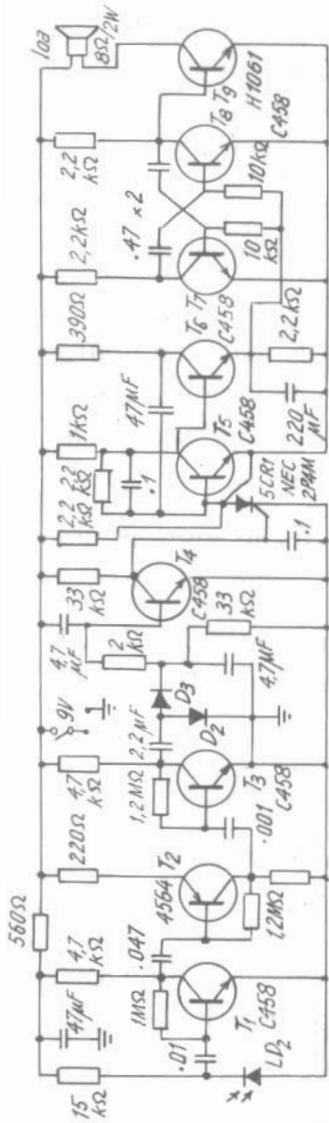 15 kΩ
47µF
560Ω
4,7 kΩ
220Ω
4,7 kΩ
9V
4,7 µF
33 kΩ
2,2 kΩ
22 kΩ
1kΩ
390Ω
2,2kΩ
2,2 kΩ
8Ω/2W
1MΩ
.047
1,2MΩ
2,2 µF
2 kΩ
.1
47µF
.47 x2
.01
T1
C458
4564
T2
T3
C458
D3
D2
T4
C458
T5
C458
T6
C458
T7
T8
C458
T9
H1061
LD2
1,2MΩ
.001
4,7µF
33 kΩ
.1
SCR1
NEC
2P4M
220 µF
2,2kΩ
10 kΩ
10kΩ